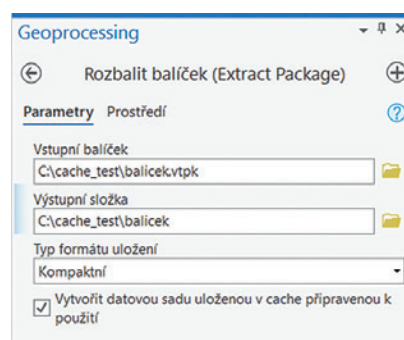 Geoprocessing
Rozbalit balíček (Extract Package)
Parametry Prostředí
Vstupní balíček
C:\cache_test\balicek.vtpk
Výstupní složka
C:\cache_test\balicek
Typ formátu uložení
Kompaktní
Vytvořit datovou sadu uloženou v cache připravenou k
použití